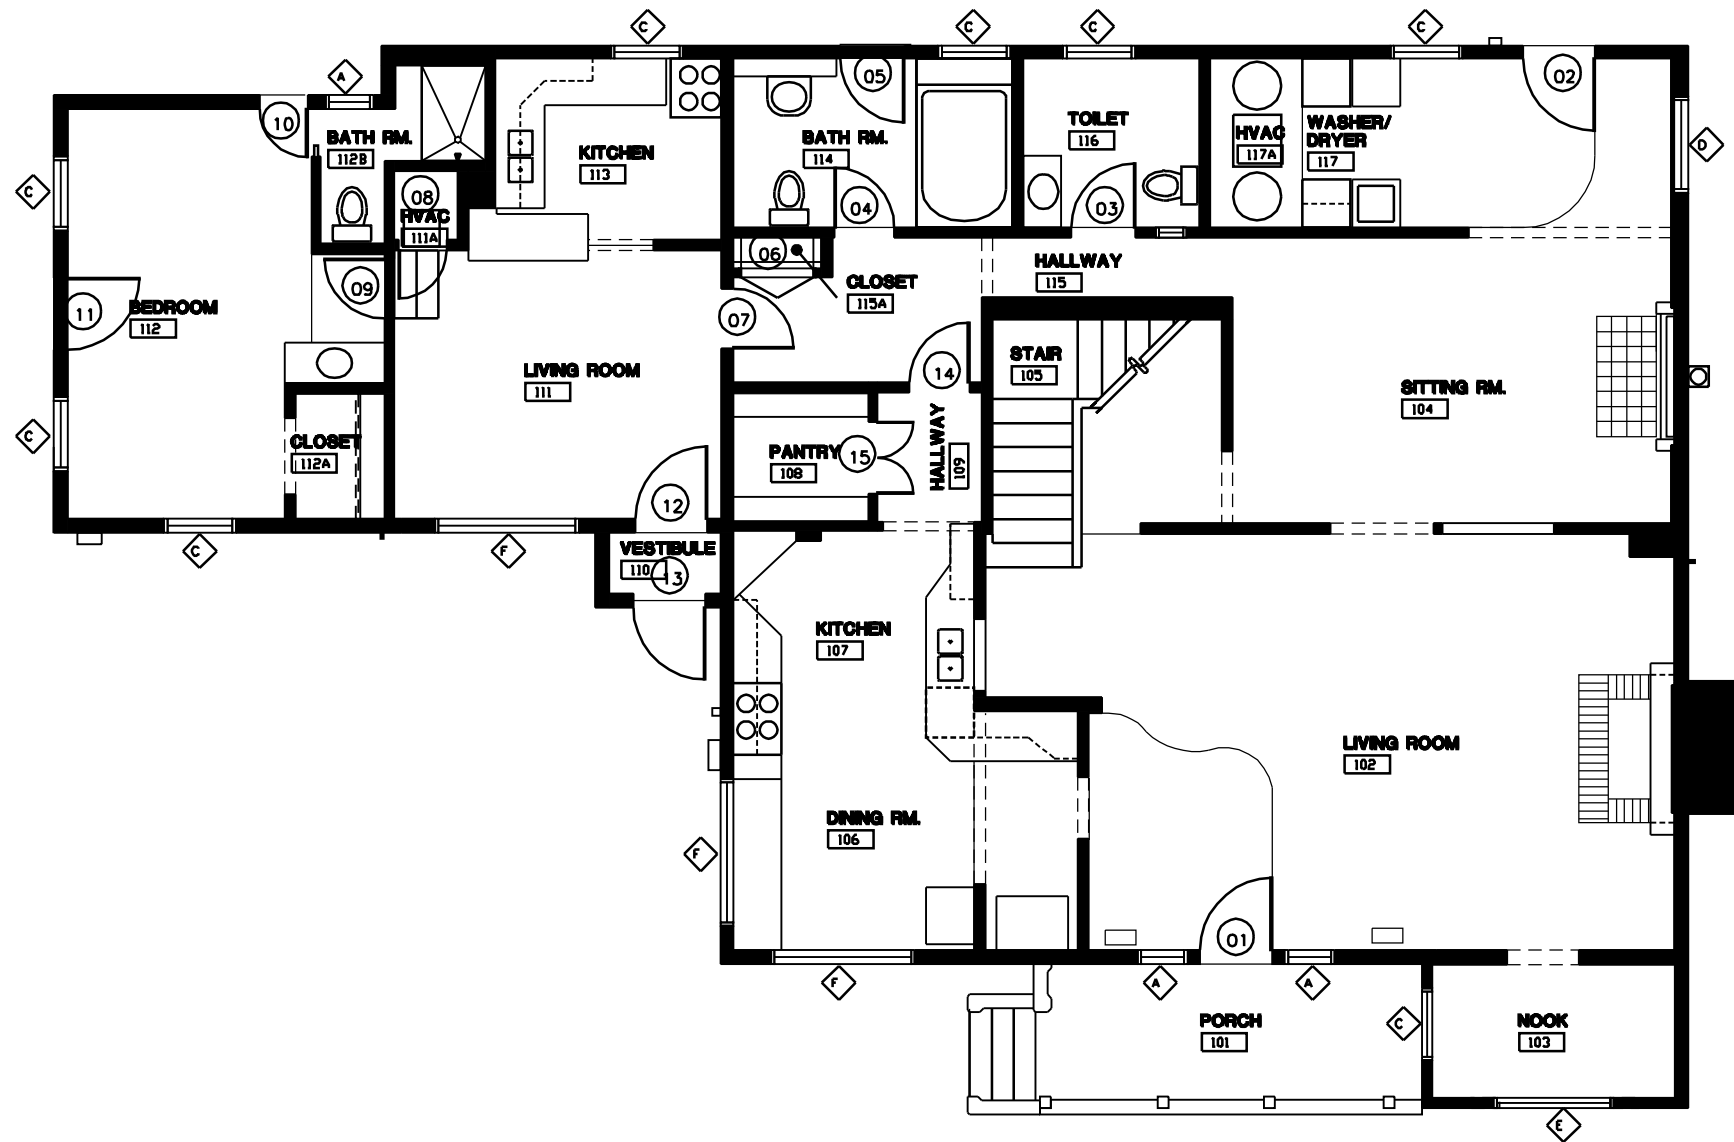 C
C
C
C
A
05
02
10
BATH RM.
112B
KITCHEN
113
BATH RM.
114
TOILET
116
HVAC
117A
WASHER/
DRYER
117
D
C
08
HVAC
111A
04
03
06
HALLWAY
115
CLOSET
115A
09
11
BEDROOM
112
07
LIVING ROOM
111
14
STAIR
105
SITTING RM.
104
C
CLOSET
112A
PANTRY
108
15
HALLWAY
109
12
C
F
VESTIBULE
110
13
KITCHEN
107
LIVING ROOM
102
DINING RM.
106
F
01
F
A
A
PORCH
101
C
NOOK
103
E